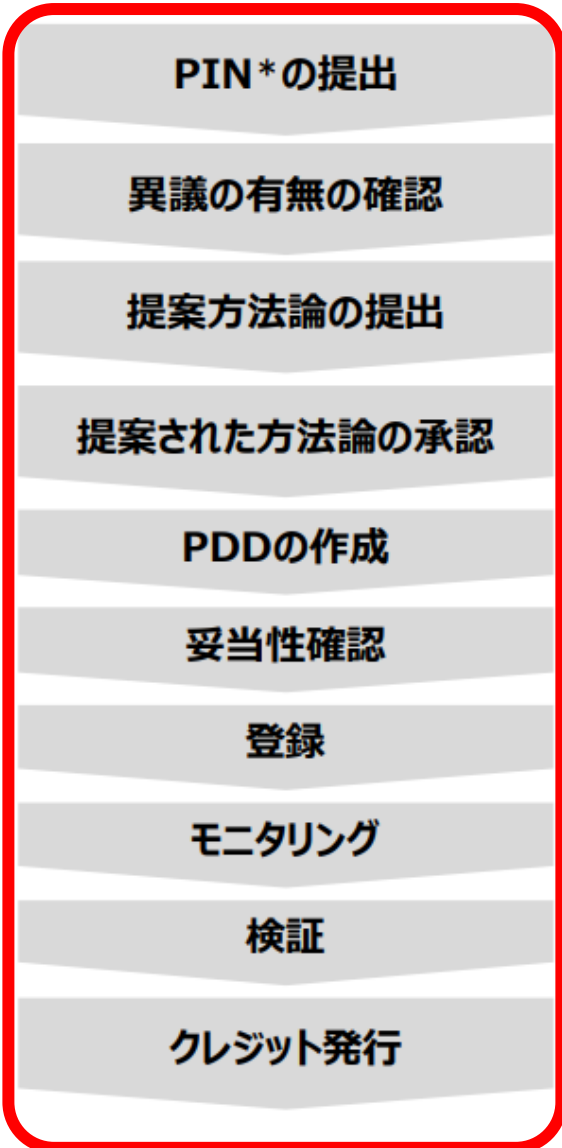 PIN*の提出
異議の有無の確認
提案方法論の提出
提案された方法論の承認
PDDの作成
妥当性確認
登録
モニタリング
検証
クレジット発行